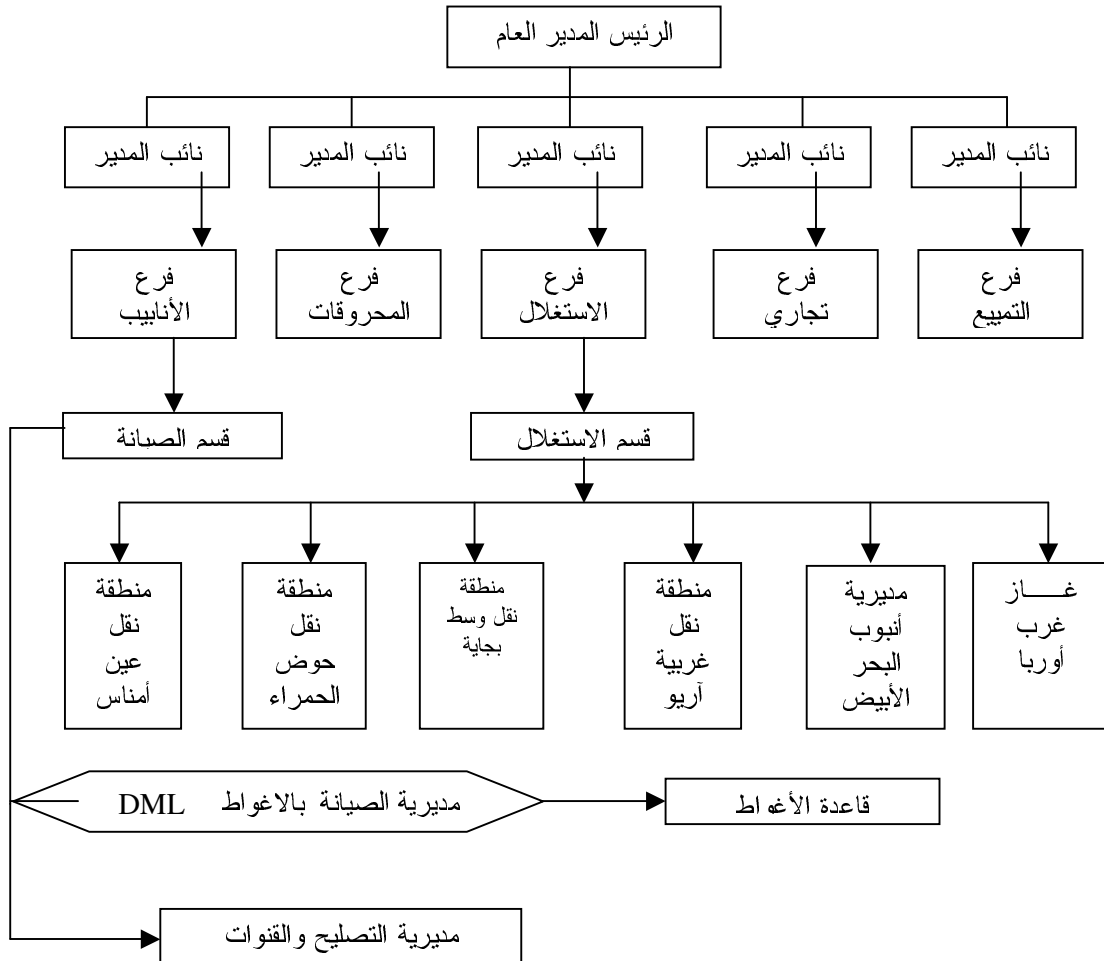 الرئيس المدير العام
نائب المدير
نائب المدير
نائب المدير
نائب المدير
نائب المدير
فرع
التمييع
فرع
تجاري
فرع
الاستغلال
فرع
المحروقات
فرع
الأنابيب
قسم الاستغلال
قسم الصيانة
غـــــاز
غرب
أوربا
مديرية
أنبوب
البحر
الأبيض
منطقة
نقل
غربية
آريو
منطقة
نقل وسط
بجاية
منطقة
نقل
حوض
الحمراء
منطقة
نقل
عين
أمناس
مديرية الصيانة بالاغواط DML
قاعدة الأغواط
مديرية التصليح والقنوات